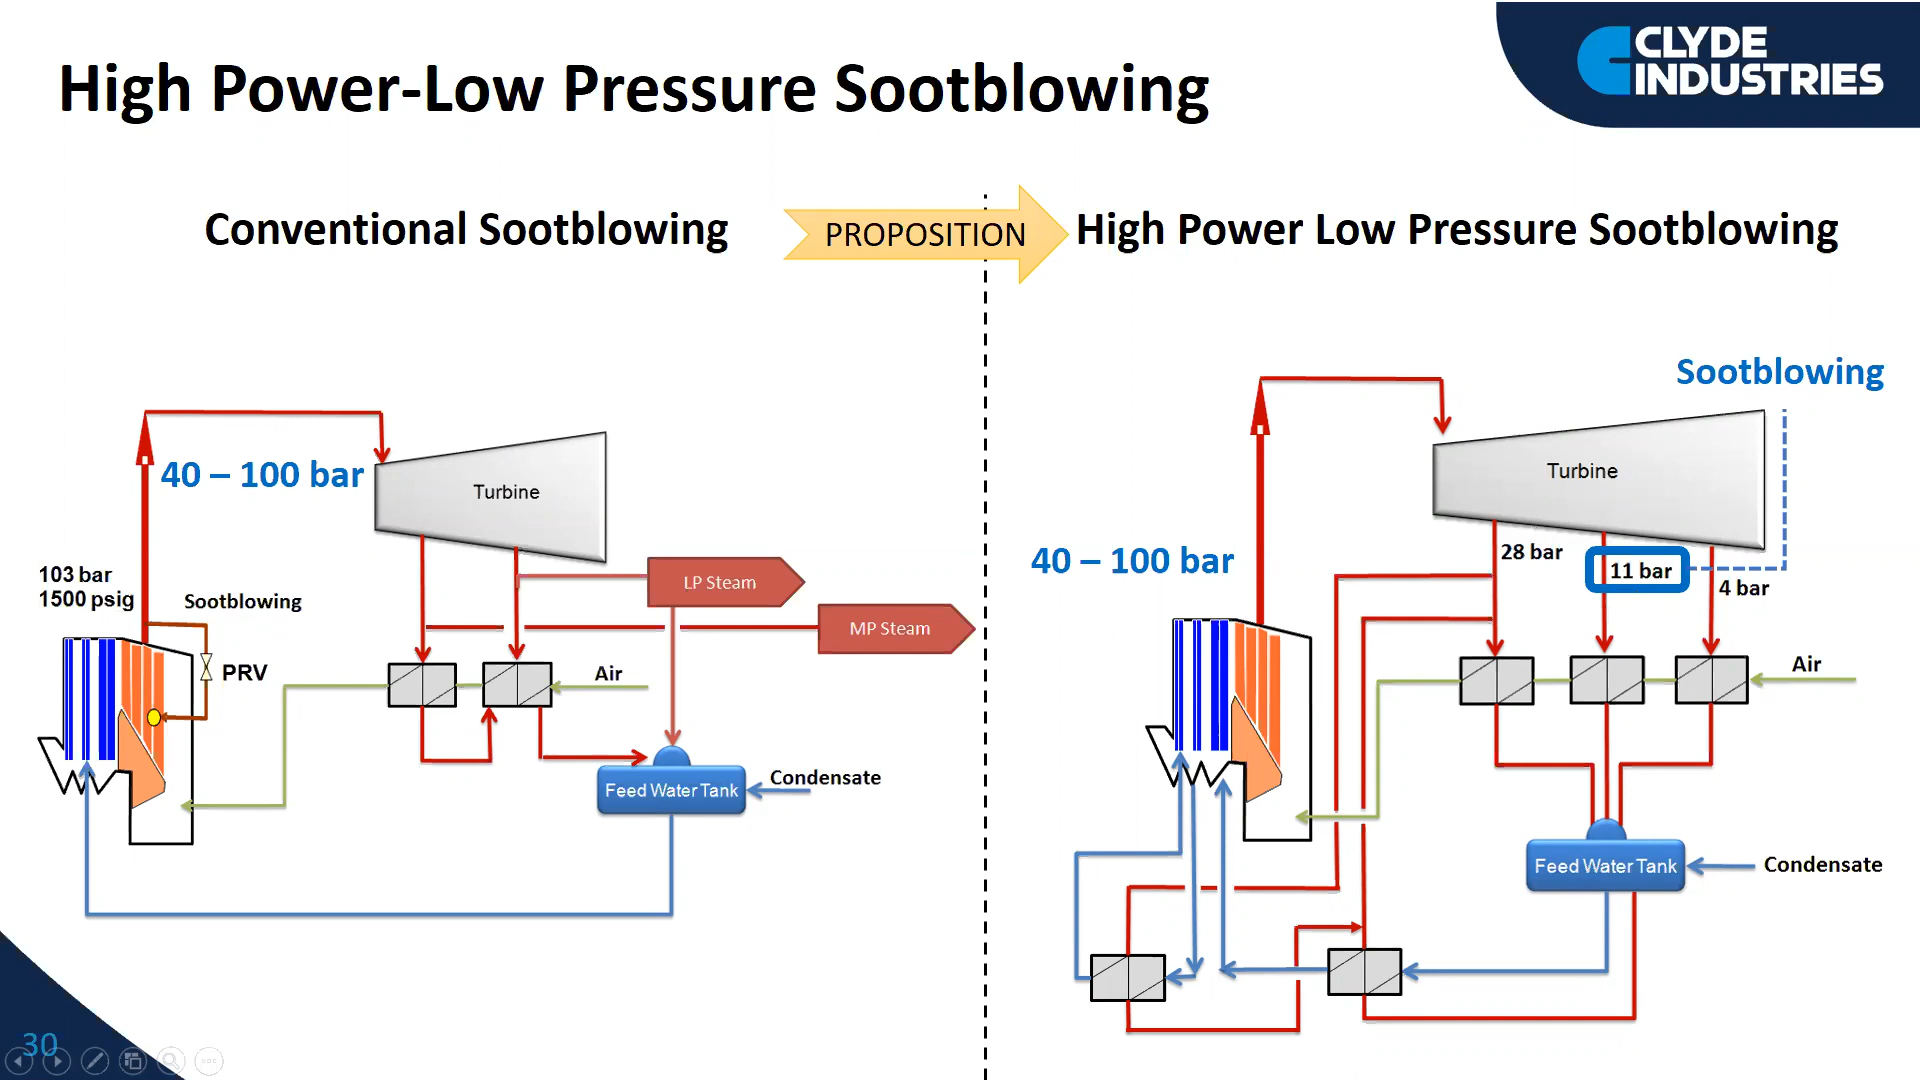 High Power-Low Pressure Sootblowing
CLYDE
INDUSTRIES
Conventional Sootblowing
PROPOSITION
High Power Low Pressure Sootblowing
40 – 100 bar
Turbine
103 bar
1500 psig
Sootblowing
PRV
LP Steam
MP Steam
Air
Feed Water Tank
Condensate
Sootblowing
Turbine
40 – 100 bar
28 bar
11 bar
4 bar
Air
Feed Water Tank
Condensate
30